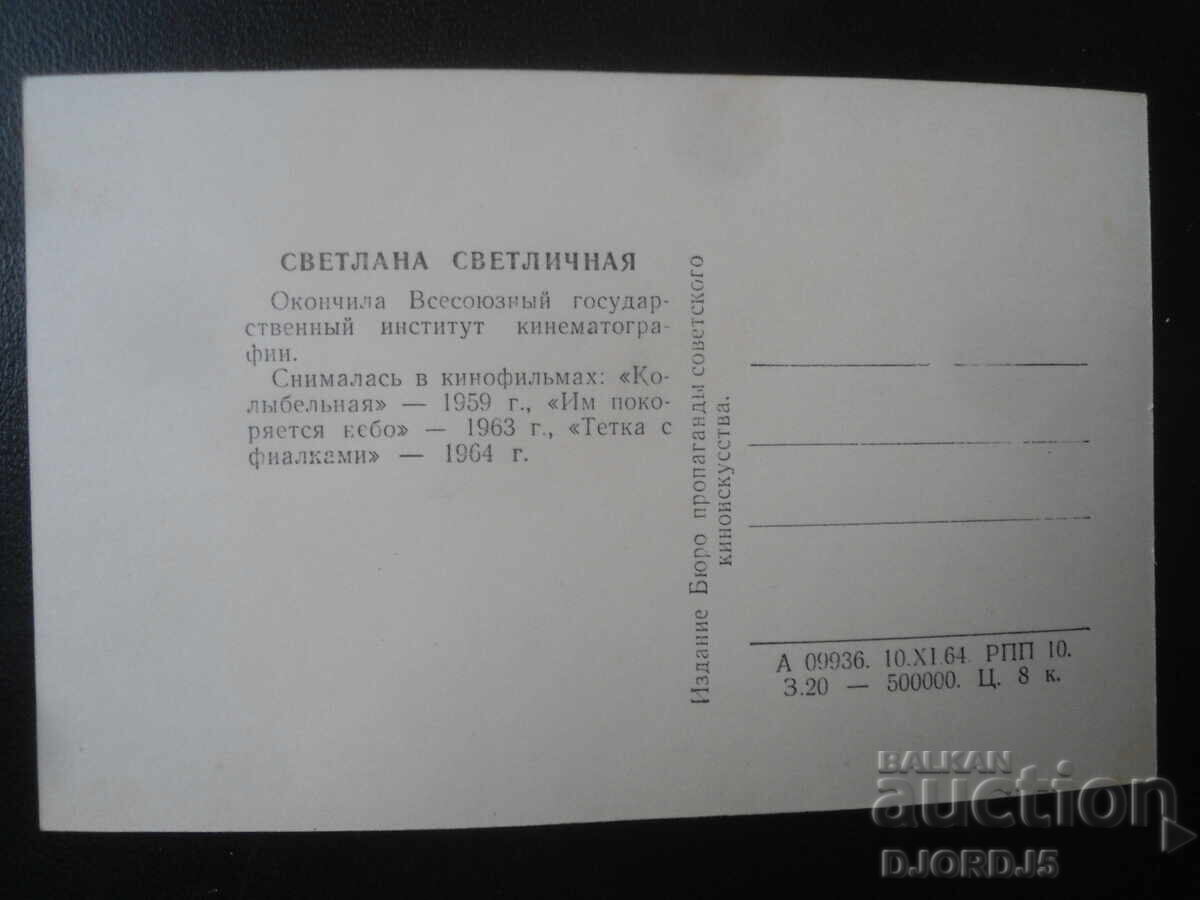 СВЕТЛАНА СВЕТЛИЧНАЯ
Окончила Всесоюзный государ-
ственный институт кинематогра-
фии.
Снималась в кинофильмах: «Ко-
лыбельная» — 1959 г., «Им поко-
ряется небо» — 1963 г., «Тетка с
фиалками» — 1964 г.
Издание Бюро пропаганды советского
киноискусства.
А 09936. 10.XI.64 РПП 10.
З.20 — 500000. Ц. 8 к.
BALKAN
auction
DJORDJ5